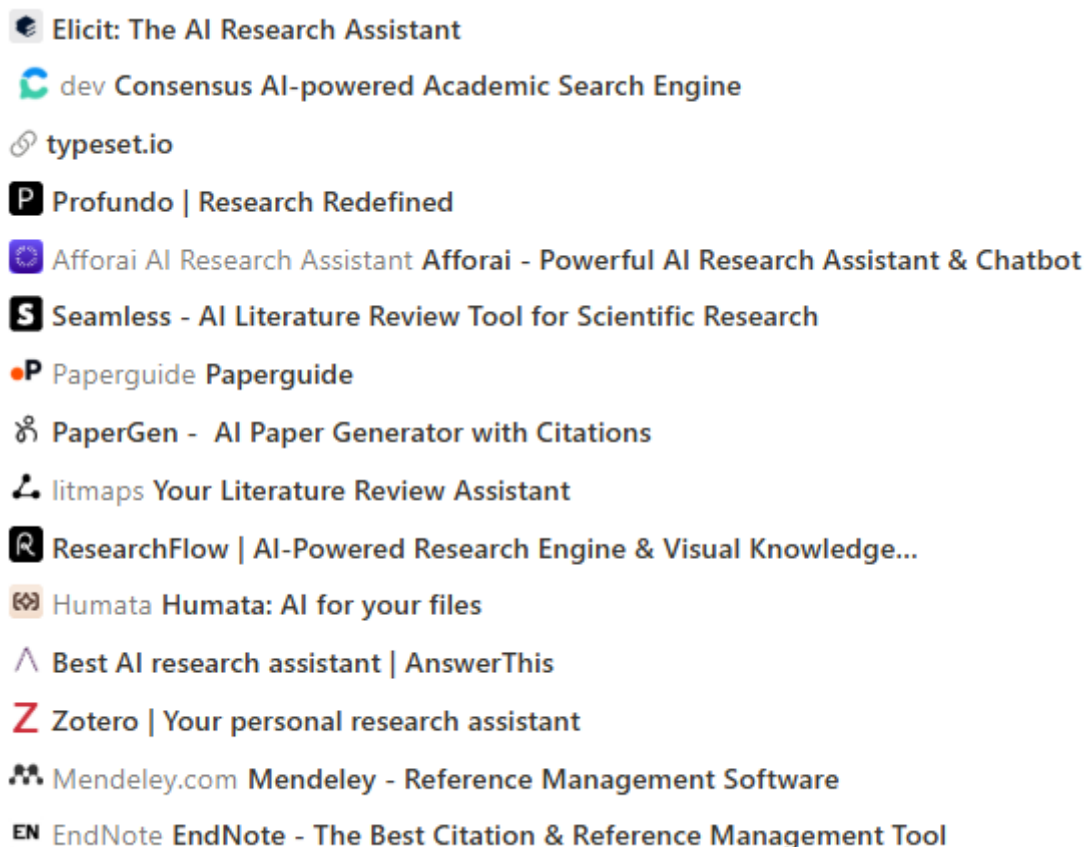 Elicit: The AI Research Assistant
dev Consensus AI-powered Academic Search Engine
typeset.io
P Profundo | Research Redefined
Afforai AI Research Assistant Afforai - Powerful AI Research Assistant & Chatbot
S Seamless - AI Literature Review Tool for Scientific Research
P Paperguide Paperguide
PaperGen - AI Paper Generator with Citations
litmaps Your Literature Review Assistant
R ResearchFlow | AI-Powered Research Engine & Visual Knowledge...
Humata Humata: AI for your files
Best AI research assistant | AnswerThis
Z Zotero | Your personal research assistant
Mendeley.com Mendeley - Reference Management Software
EN EndNote EndNote - The Best Citation & Reference Management Tool